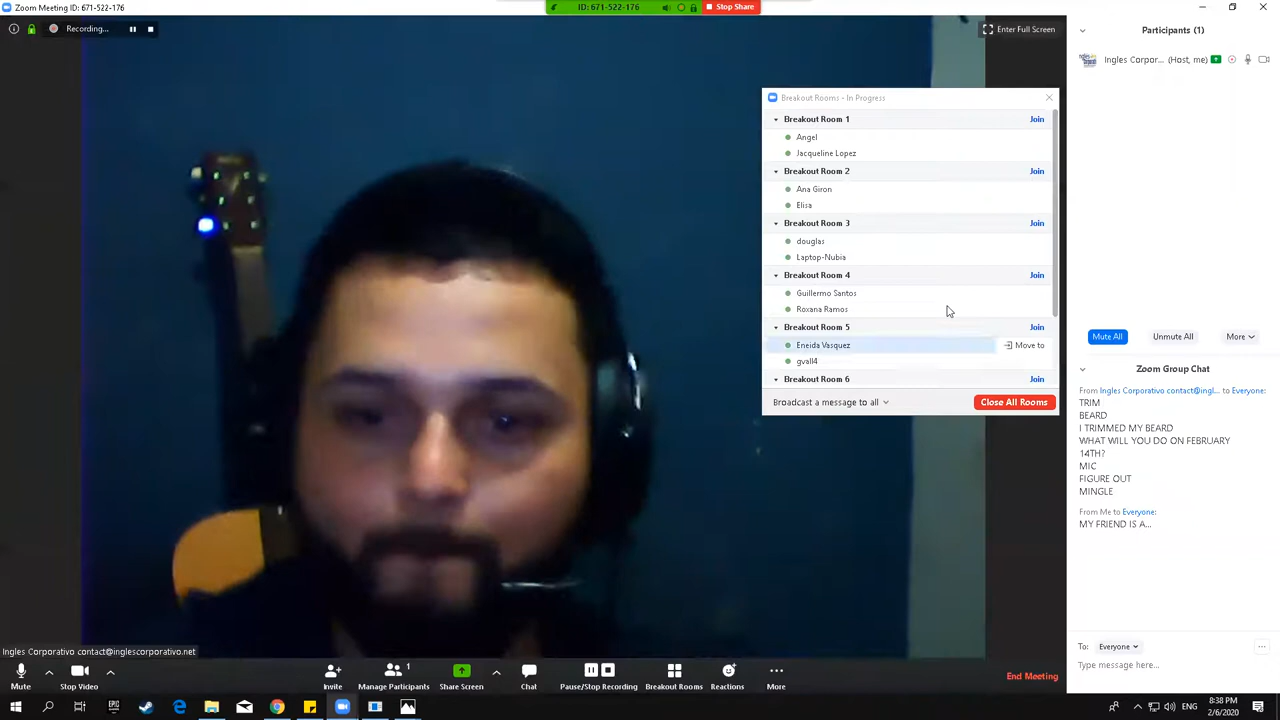 Zoom Meeting ID: 671-522-176
ID: 671-522-176
Stop Share
Recording...
Enter Full Screen
Breakout Rooms - In Progress
Breakout Room 1
Join
Angel
Jacqueline Lopez
Breakout Room 2
Join
Ana Giron
Elisa
Breakout Room 3
Join
douglas
Laptop-Nubia
Breakout Room 4
Join
Guillermo Santos
Roxana Ramos
Breakout Room 5
Join
Eneida Vasquez
Move to
gvall4
Breakout Room 6
Join
Broadcast a message to all
Close All Rooms
Participants (1)
Ingles Corpor... (Host, me)
Mute All
Unmute All
More
Zoom Group Chat
From Ingles Corporativo contact@ingl... to Everyone:
TRIM
BEARD
I TRIMMED MY BEARD
WHAT WILL YOU DO ON FEBRUARY
14TH?
MIC
FIGURE OUT
MINGLE
From Me to Everyone:
MY FRIEND IS A...
To: Everyone
Type message here...
Ingles Corporativo contact@inglescorporativo.net
Mute
Stop Video
Invite
1
Manage Participants
Share Screen
Chat
Pause/Stop Recording
Breakout Rooms
Reactions
More
End Meeting
ENG
8:38 PM
2/6/2020